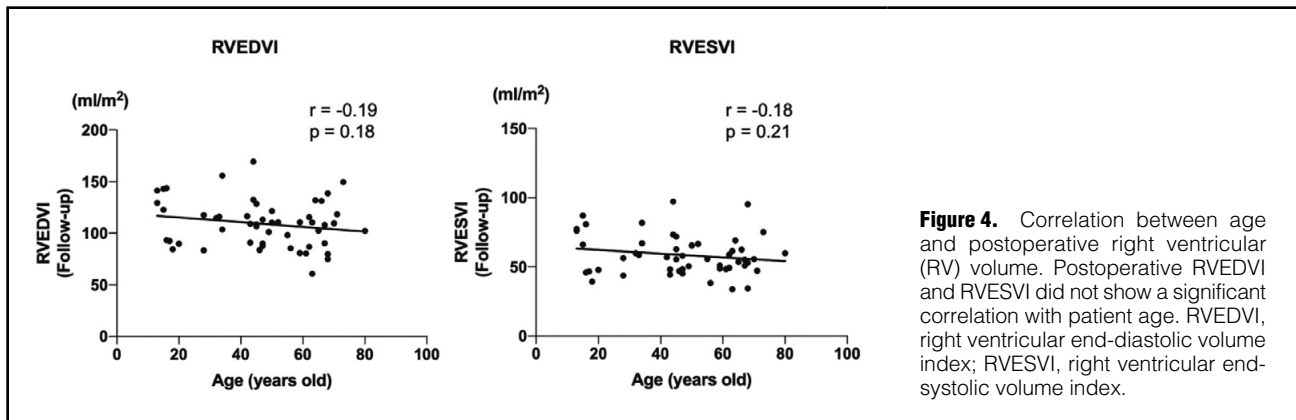 RVEDVI
(ml/m²)
r = -0.19
p = 0.18
200
150
100
50
0
RVEDVI
(Follow-up)
0 20 40 60 80 100
Age (years old)
RVESVI
(ml/m²)
r = -0.18
p = 0.21
150
100
50
0
RVESVI
(Follow-up)
0 20 40 60 80 100
Age (years old)
Figure 4. Correlation between age
and postoperative right ventricular
(RV) volume. Postoperative RVEDVI
and RVESVI did not show a significant
correlation with patient age. RVEDVI,
right ventricular end-diastolic volume
index; RVESVI, right ventricular end-
systolic volume index.